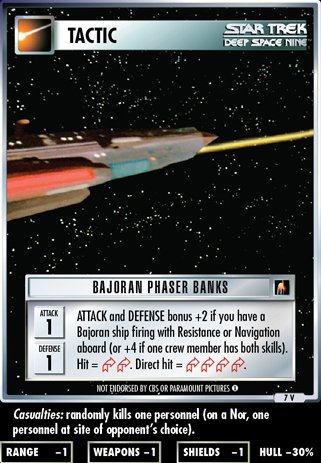 TACTIC
STAR TREK
DEEP SPACE NINE
BAJORAN PHASER BANKS
ATTACK
1
DEFENSE
1
ATTACK and DEFENSE bonus +2 if you have a
Bajoran ship firing with Resistance or Navigation
aboard (or +4 if one crew member has both skills).
Hit = . Direct hit = .
NOT ENDORSED BY CBS OR PARAMOUNT PICTURES
7 V
Casualties: randomly kills one personnel (on a Nor, one
personnel at site of opponent's choice).
RANGE -1 WEAPONS -1 SHIELDS -1 HULL -30%